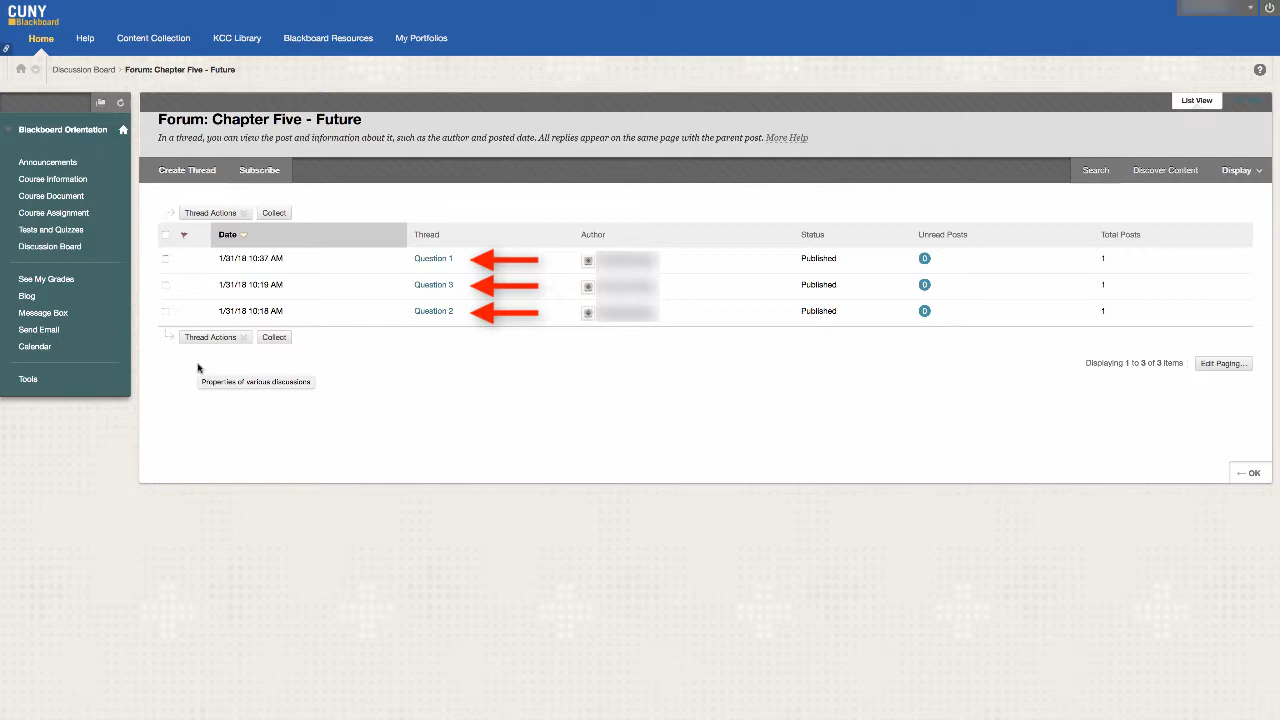 CUNY
Blackboard
Home Help Content Collection KCC Library Blackboard Resources My Portfolios
Discussion Board > Forum: Chapter Five - Future ?
List View
Blackboard Orientation
Announcements
Course Information
Course Document
Course Assignment
Tests and Quizzes
Discussion Board
See My Grades
Blog
Message Box
Send Email
Calendar
Tools
Forum: Chapter Five - Future
In a thread, you can view the post and information about it, such as the author and posted date. All replies appear on the same page with the parent post. More Help
Create Thread Subscribe Search Discover Content Display
Thread Actions Collect
Date Thread Author Status Unread Posts Total Posts
1/31/18 10:37 AM Question 1 Published 0 1
1/31/18 10:19 AM Question 3 Published 0 1
1/31/18 10:18 AM Question 2 Published 0 1
Thread Actions Collect
Displaying 1 to 3 of 3 items Edit Paging...
Properties of various discussions
← OK